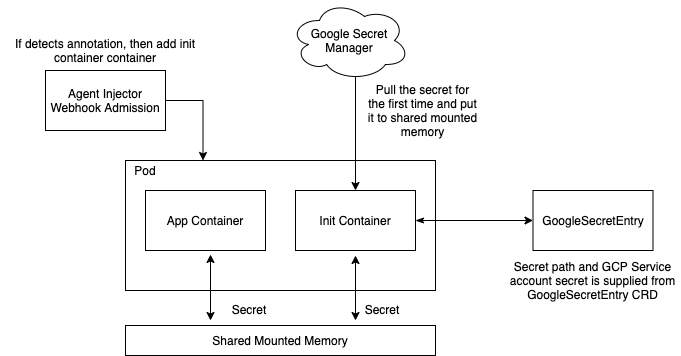 If detects annotation, then add init
container container
Agent Injector
Webhook Admission
Google Secret
Manager
Pull the secret for
the first time and put
it to shared mounted
memory
Pod
App Container
Init Container
GoogleSecretEntry
Secret path and GCP Service
account secret is supplied from
GoogleSecretEntry CRD
Secret
Secret
Shared Mounted Memory